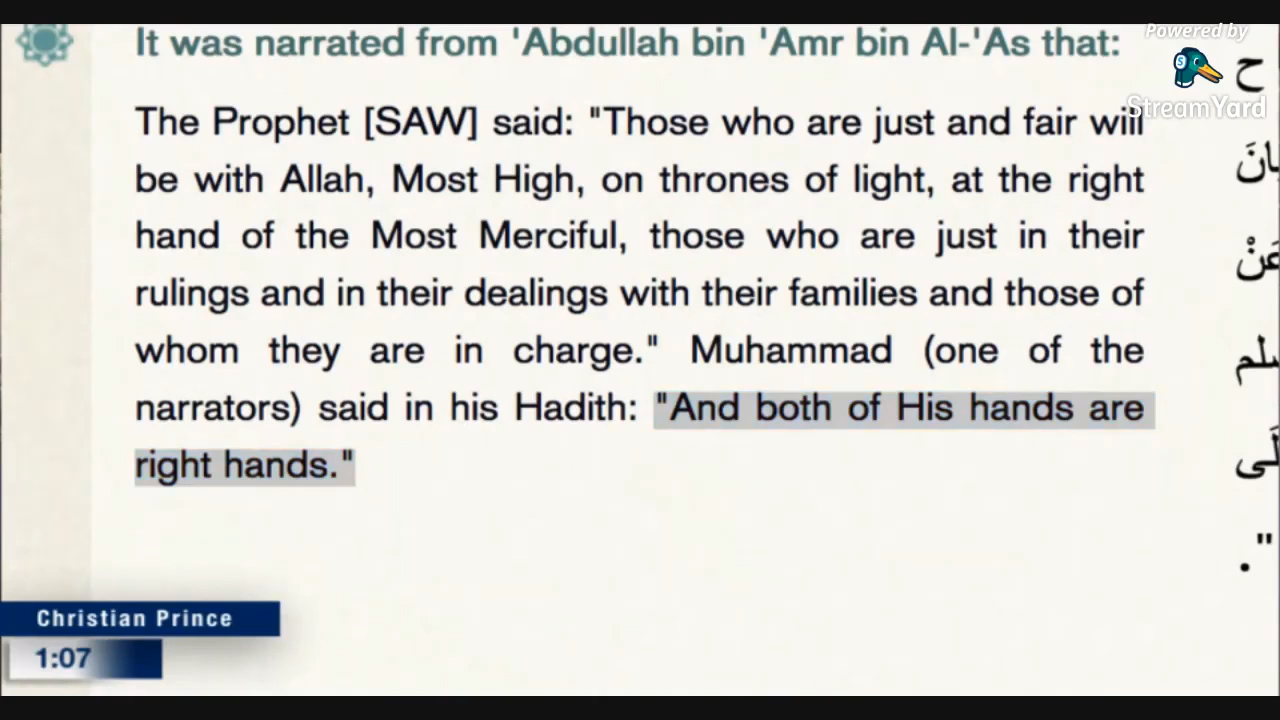 Powered by
StreamYard
It was narrated from 'Abdullah bin 'Amr bin Al-'As that:
The Prophet [SAW] said: "Those who are just and fair will
be with Allah, Most High, on thrones of light, at the right
hand of the Most Merciful, those who are just in their
rulings and in their dealings with their families and those of
whom they are in charge." Muhammad (one of the
narrators) said in his Hadith: "And both of His hands are
right hands."
ح
عَنْ
".
Christian Prince
1:07